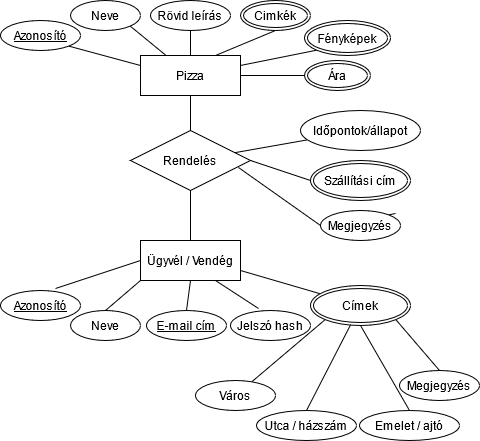 Neve
Rövid leírás
Cimkék
Azonosító
Fényképek
Pizza
Ára
Időpontok/állapot
Rendelés
Szállítási cím
Megjegyzés
Ügyvél / Vendég
Azonosító
Neve
E-mail cím
Jelszó hash
Címek
Megjegyzés
Város
Utca / házszám
Emelet / ajtó